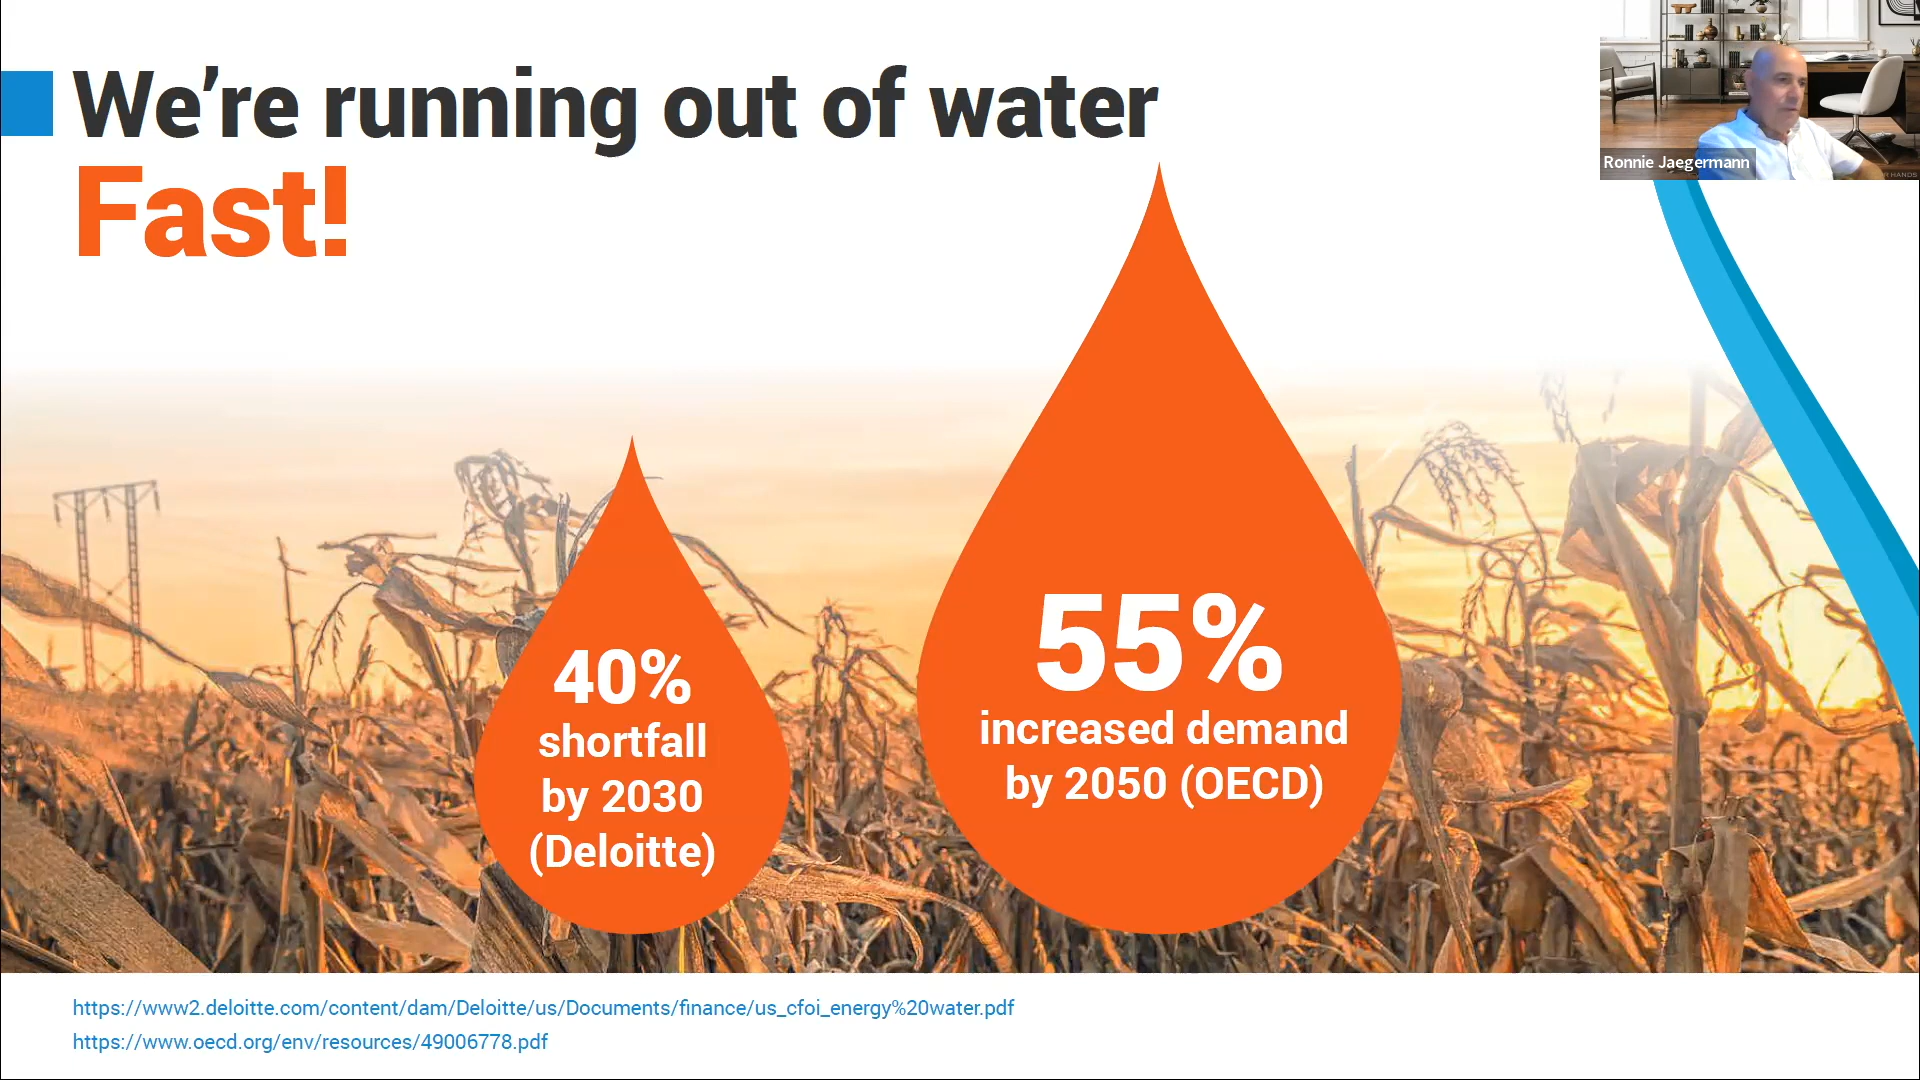 We're running out of water
Fast!
Ronnie Jaegermann
R HANDS
40%
shortfall
by 2030
(Deloitte)
55%
increased demand
by 2050 (OECD)
https://www2.deloitte.com/content/dam/Deloitte/us/Documents/finance/us_cfoi_energy%20water.pdf
https://www.oecd.org/env/resources/49006778.pdf